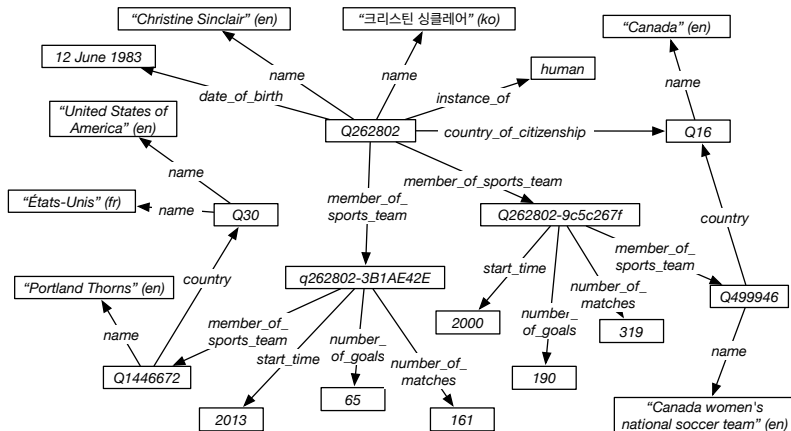 “Christine Sinclair” (en)
“크리스틴 싱클레어” (ko)
“Canada” (en)
12 June 1983
name
name
human
name
date_of_birth
instance_of
“United States of
America” (en)
Q262802
country_of_citizenship
Q16
name
member_of_
sports_team
member_of_sports_team
“États-Unis” (fr)
name
Q30
Q262802-9c5c267f
country
member_of_
sports_team
start_time
country
q262802-3B1AE42E
“Portland Thorns” (en)
number_of_
matches
Q499946
name
member_of_
sports_team
start_time
number_
of_goals
number_of_
matches
2000
number_
of_goals
319
name
Q1446672
190
65
2013
161
“Canada women's
national soccer team” (en)